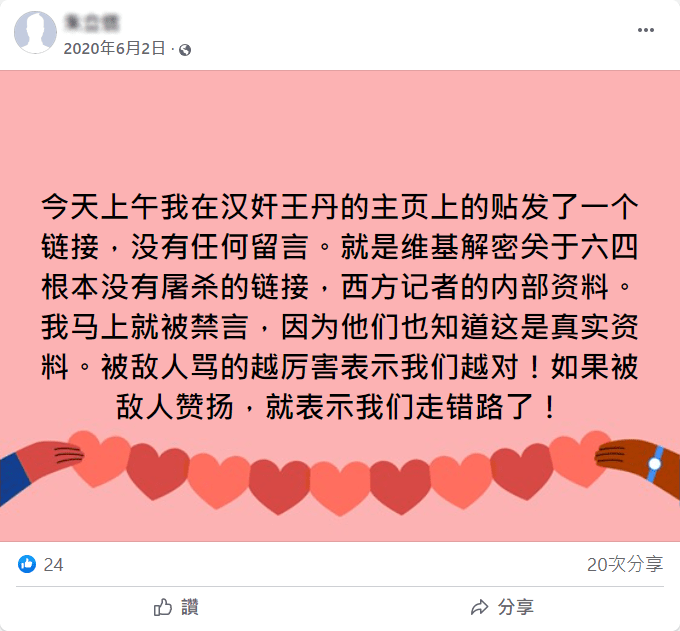 2020年6月2日 ·
今天上午我在汉奸王丹的主页上的贴发了一个
链接，没有任何留言。就是维基解密关于六四
根本没有屠杀的链接，西方记者的内部资料。
我马上就被禁言，因为他们也知道这是真实资
料。被敌人骂的越厉害表示我们越对！如果被
敌人赞扬，就表示我们走错路了！
24
20次分享
讚
分享